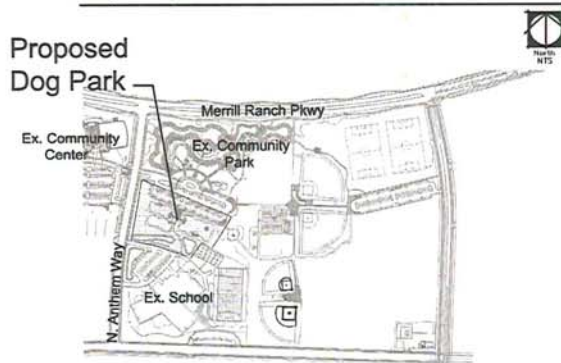 North
NTS
Proposed
Dog Park
Merrill Ranch Pkwy
Ex. Community
Center
Ex. Community
Park
N. Anthem Way
Ex. School